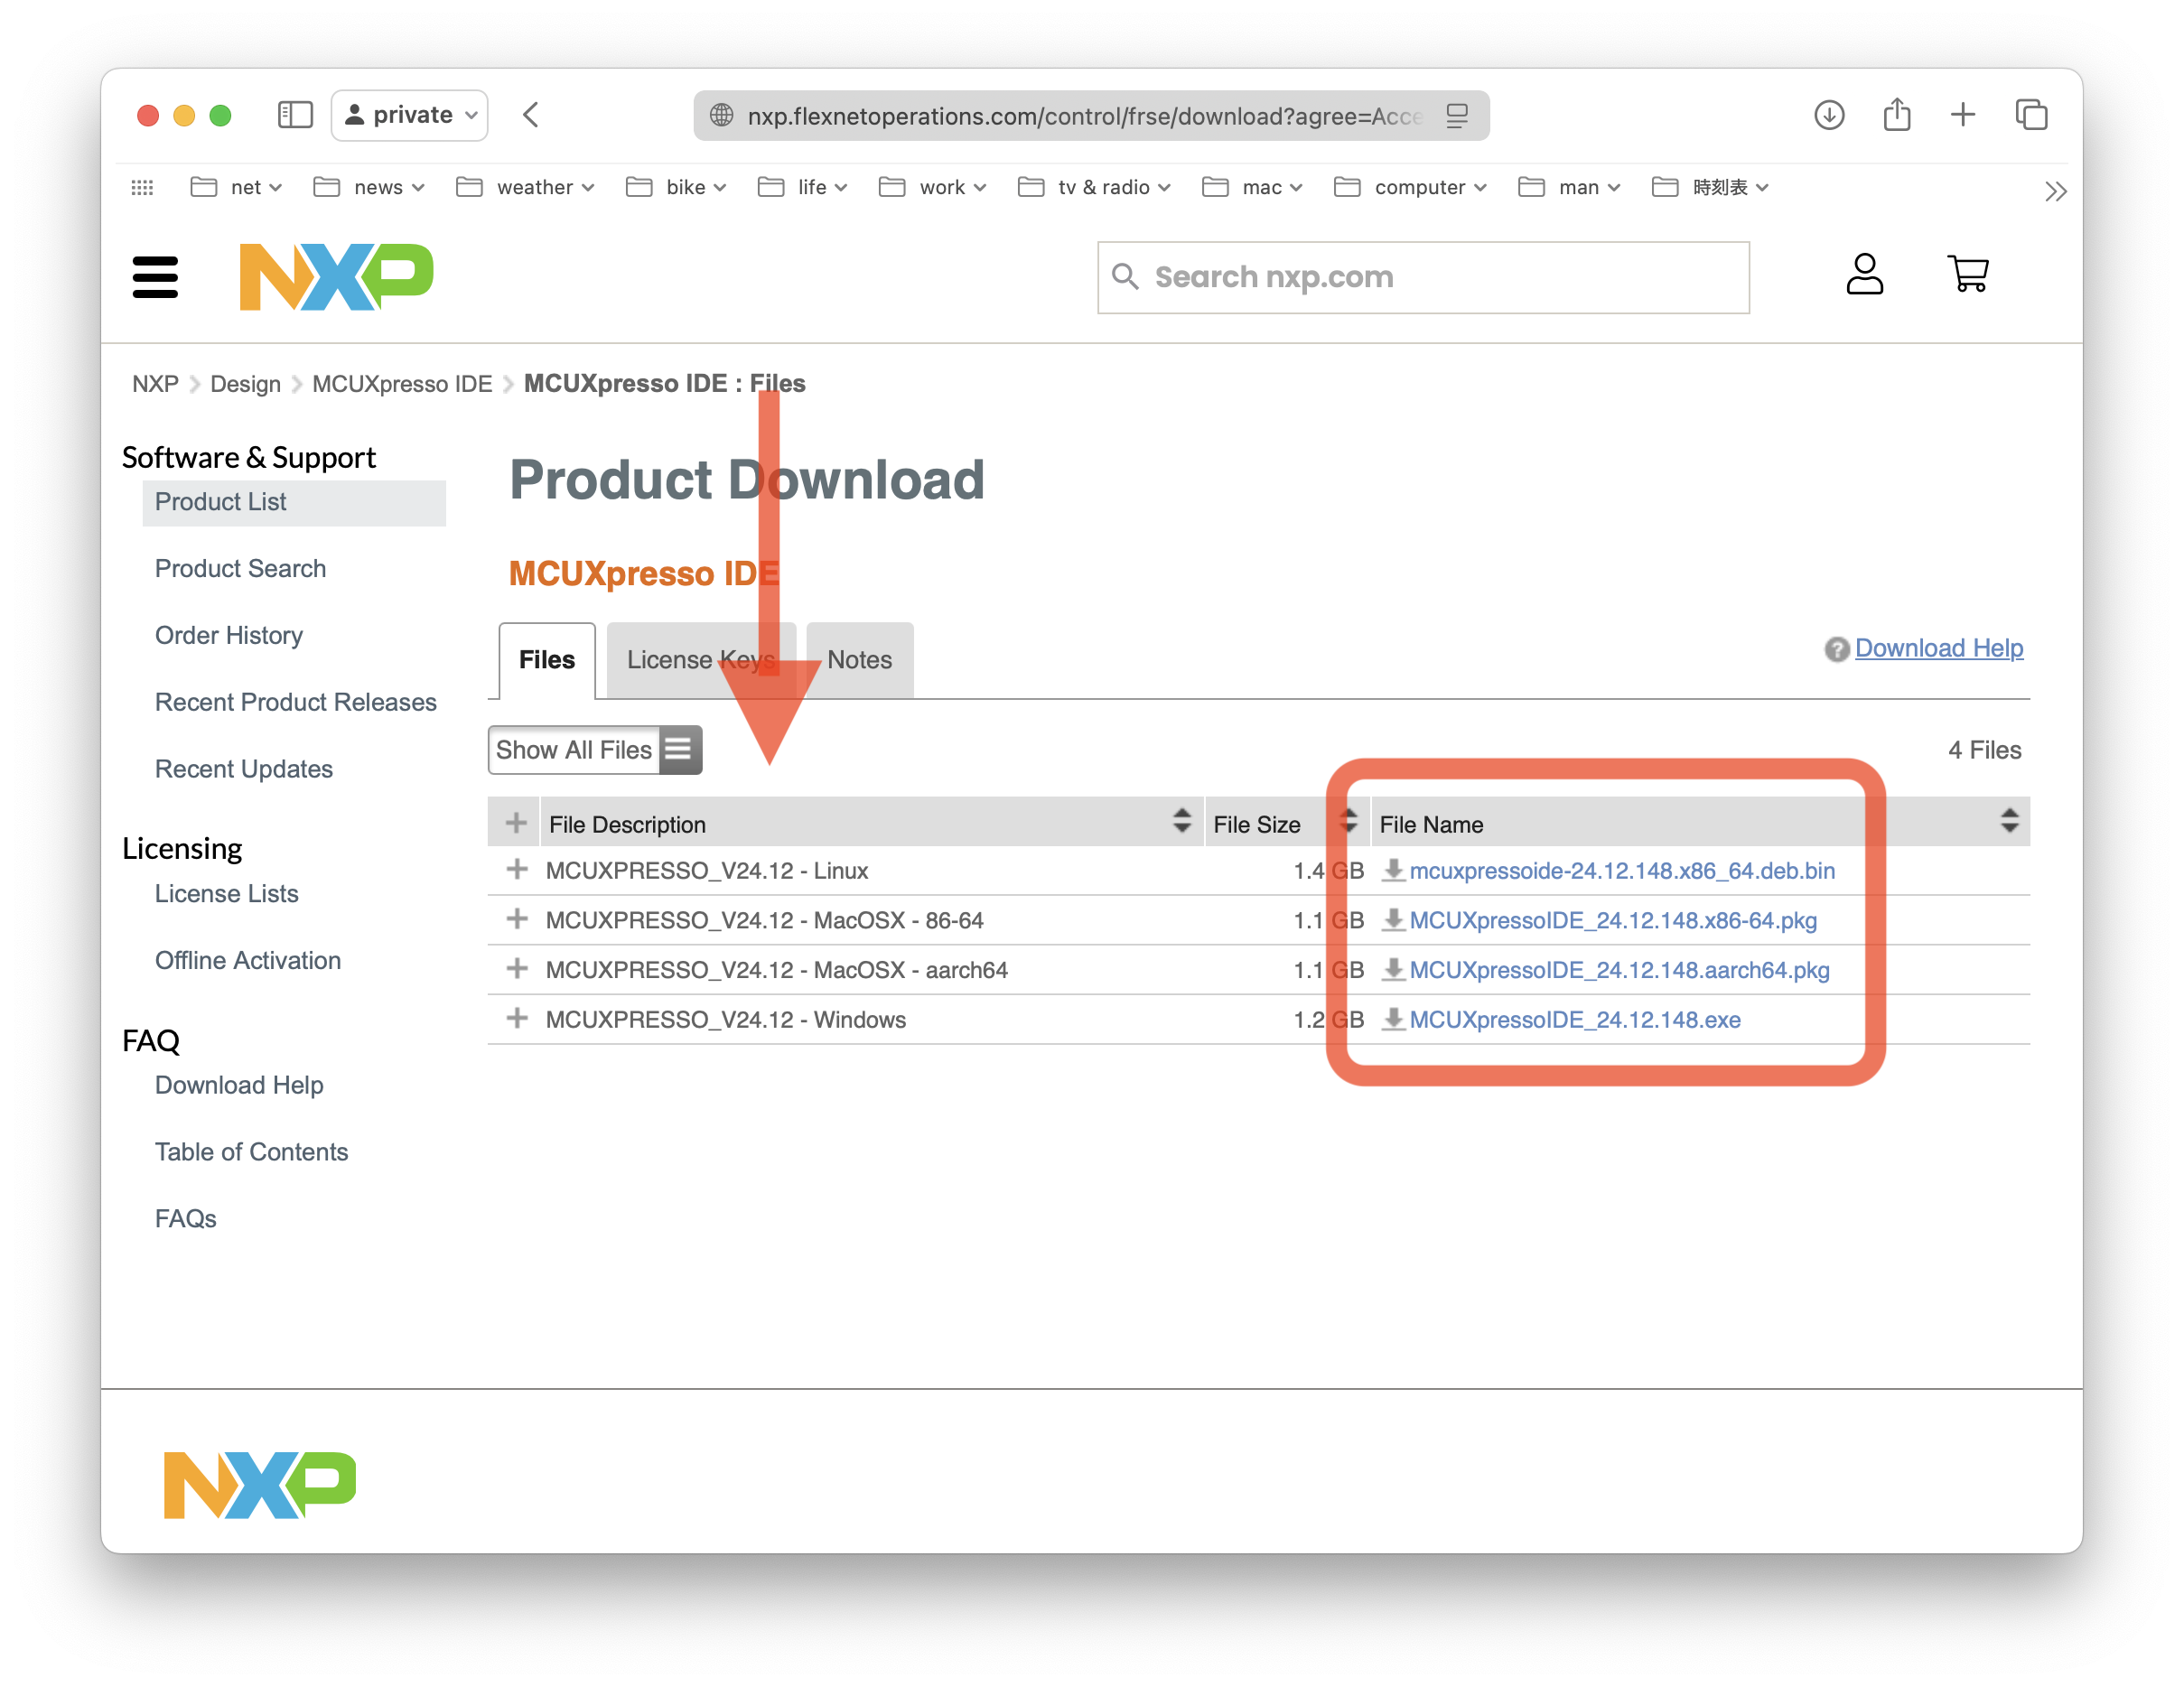 private
nxp.flexnetoperations.com/control/frse/download?agree=Acce
net
news
weather
bike
life
work
tv & radio
mac
computer
man
時刻表
NXP
Search nxp.com
NXP
Design
MCUXpresso IDE
MCUXpresso IDE : Files
Software & Support
Product List
Product Search
Order History
Recent Product Releases
Recent Updates
Licensing
License Lists
Offline Activation
FAQ
Download Help
Table of Contents
FAQs
Product Download
MCUXpresso IDE
Files
License Keys
Notes
? Download Help
Show All Files
4 Files
File Description File Size File Name
MCUXPRESSO_V24.12 - Linux 1.4 GB mcuxpressoide-24.12.148.x86_64.deb.bin
MCUXPRESSO_V24.12 - MacOSX - 86-64 1.1 GB MCUXpressoIDE_24.12.148.x86-64.pkg
MCUXPRESSO_V24.12 - MacOSX - aarch64 1.1 GB MCUXpressoIDE_24.12.148.aarch64.pkg
MCUXPRESSO_V24.12 - Windows 1.2 GB MCUXpressoIDE_24.12.148.exe
NXP